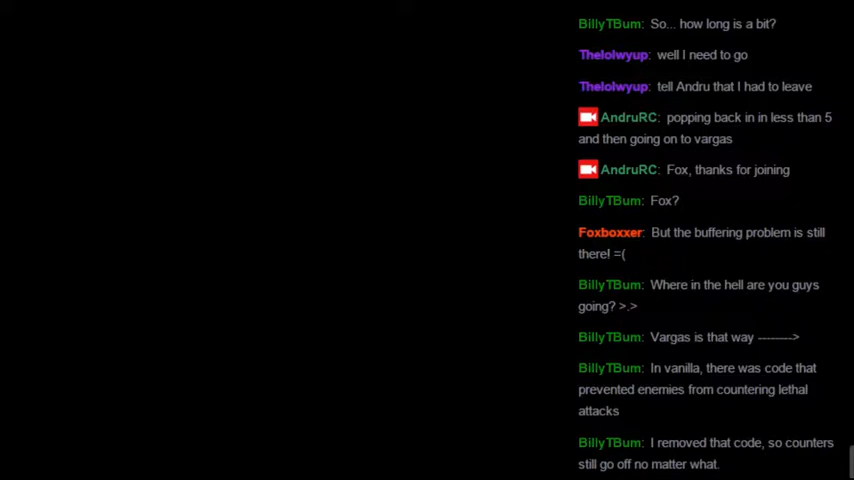 BillyTBum: So... how long is a bit?
Thelolwyup: well I need to go
Thelolwyup: tell Andru that I had to leave
AndruRC: popping back in in less than 5
and then going on to vargas
AndruRC: Fox, thanks for joining
BillyTBum: Fox?
Foxboxxer: But the buffering problem is still
there! =(
BillyTBum: Where in the hell are you guys
going? >.>
BillyTBum: Vargas is that way -------->
BillyTBum: In vanilla, there was code that
prevented enemies from countering lethal
attacks
BillyTBum: I removed that code, so counters
still go off no matter what.